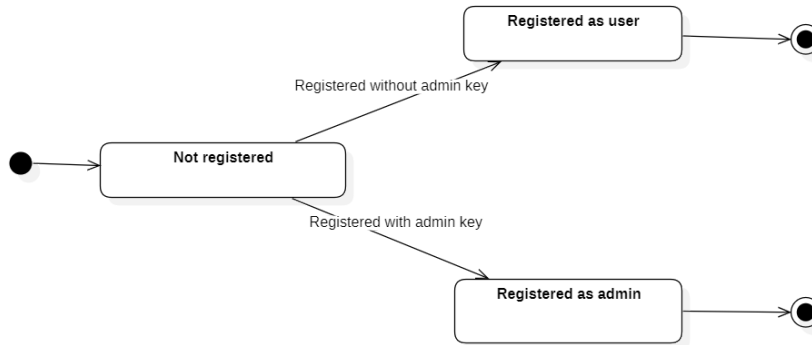 Registered as user
Registered without admin key
Not registered
Registered with admin key
Registered as admin